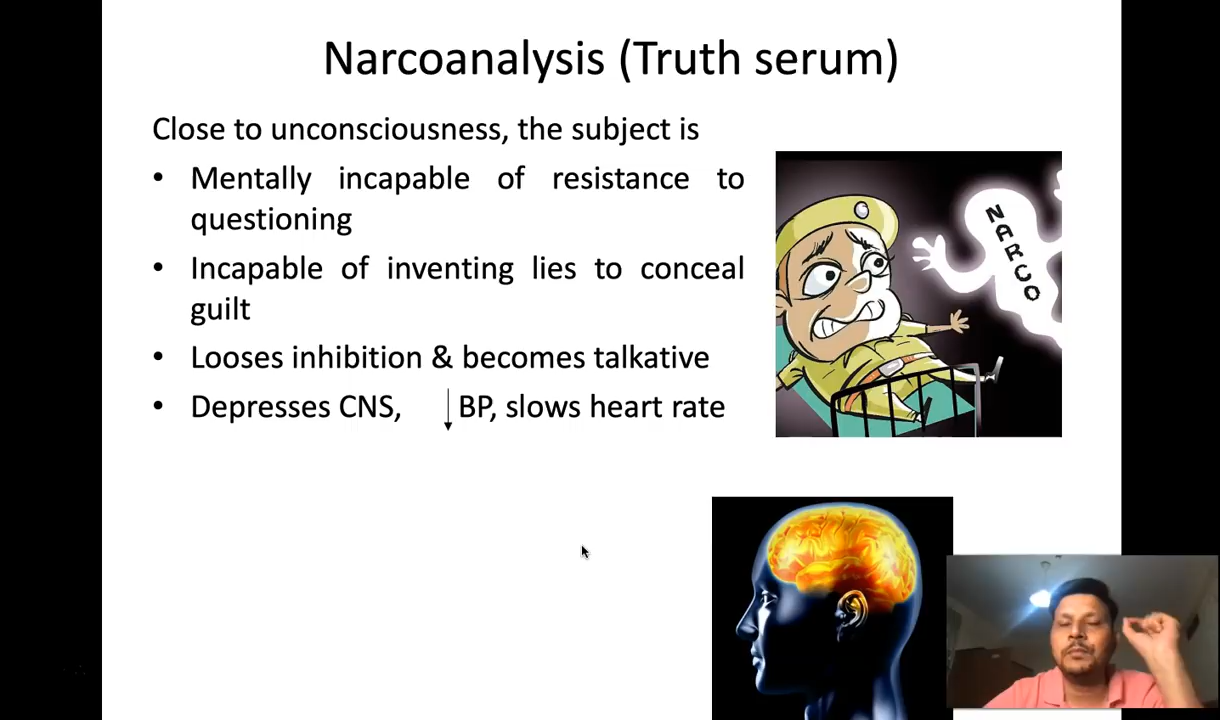 Narcoanalysis (Truth serum)
Close to unconsciousness, the subject is
• Mentally incapable of resistance to
questioning
• Incapable of inventing lies to conceal
guilt
• Looses inhibition & becomes talkative
• Depresses CNS, ↓ BP, slows heart rate
NARCO